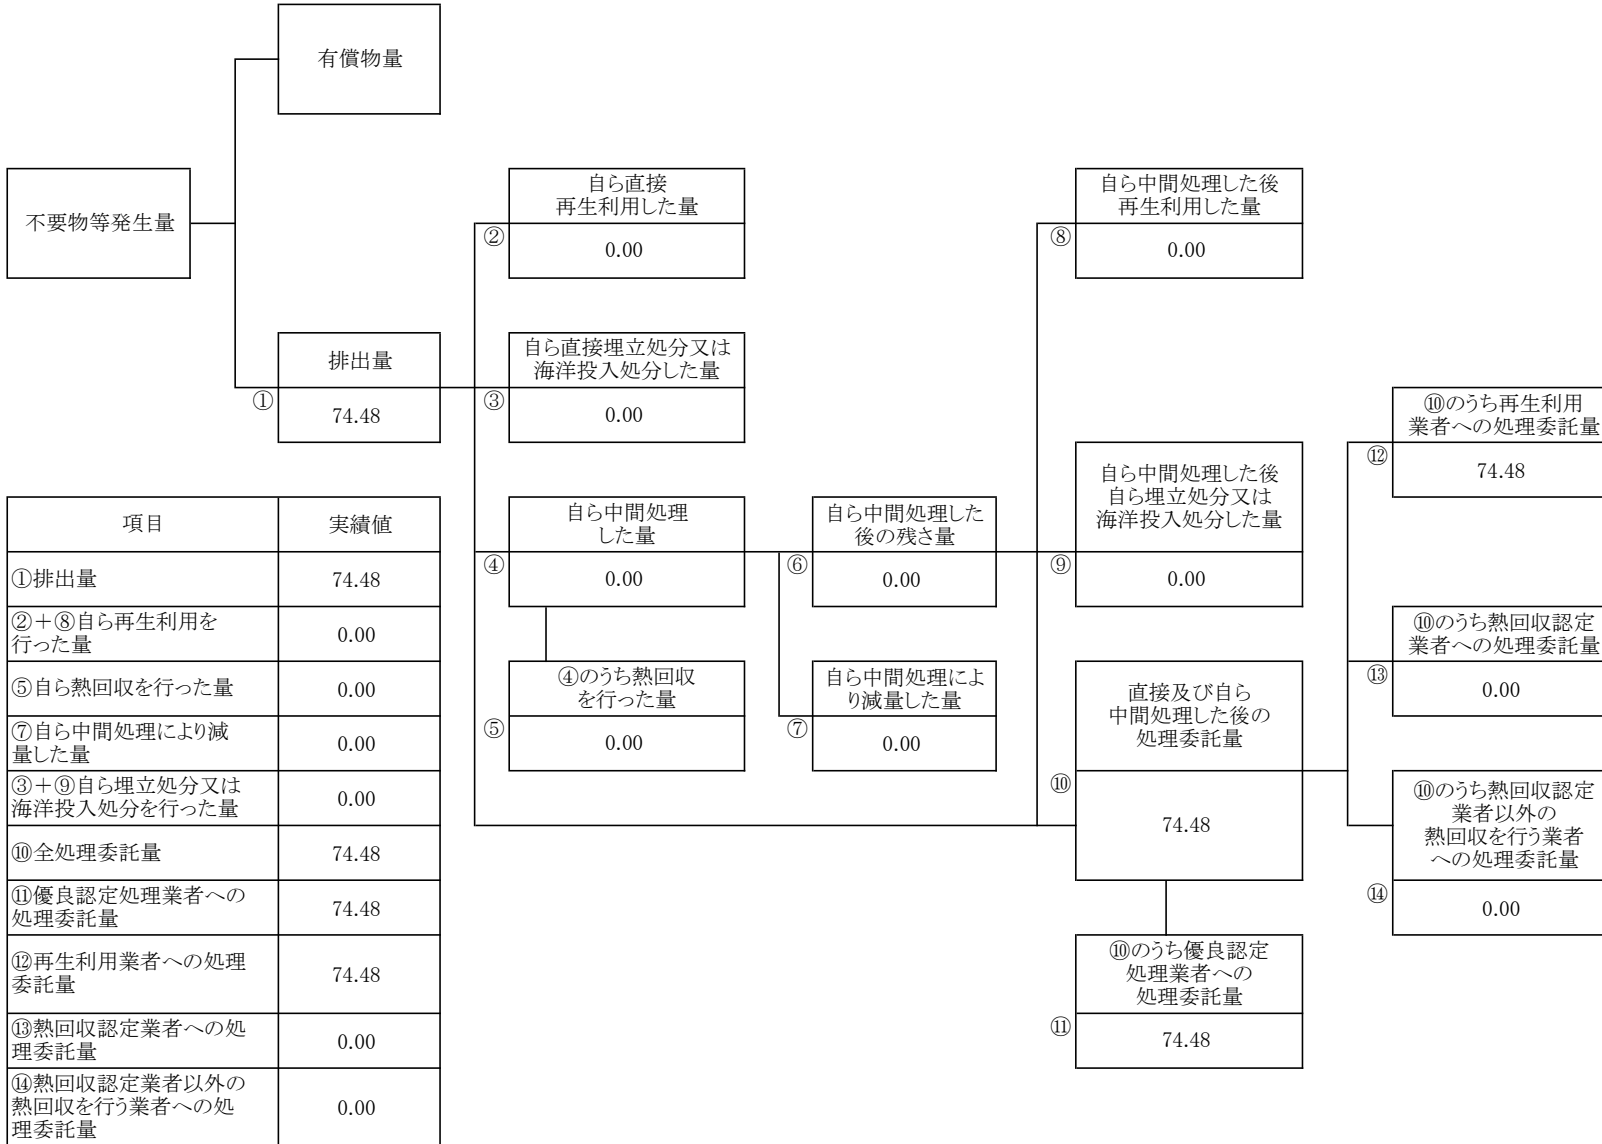 有償物量
不要物等発生量
排出量
①
74.48
自ら直接
再生利用した量
②
0.00
自ら直接埋立処分又は
海洋投入処分した量
③
0.00
自ら中間処理
した量
④
0.00
④のうち熱回収
を行った量
⑤
0.00
自ら中間処理した
後の残さ量
⑥
0.00
自ら中間処理によ
り減量した量
⑦
0.00
自ら中間処理した後
再生利用した量
⑧
0.00
自ら中間処理した後
自ら埋立処分又は
海洋投入処分した量
⑨
0.00
直接及び自ら
中間処理した後の
処理委託量
⑩
74.48
⑩のうち優良認定
処理業者への
処理委託量
⑪
74.48
⑩のうち再生利用
業者への処理委託量
⑫
74.48
⑩のうち熱回収認定
業者への処理委託量
⑬
0.00
⑩のうち熱回収認定
業者以外の
熱回収を行う業者
への処理委託量
⑭
0.00
項目 実績値
①排出量 74.48
②+⑧自ら再生利用を
行った量 0.00
⑤自ら熱回収を行った量 0.00
⑦自ら中間処理により減
量した量 0.00
③+⑨自ら埋立処分又は
海洋投入処分を行った量 0.00
⑩全処理委託量 74.48
⑪優良認定処理業者への
処理委託量 74.48
⑫再生利用業者への処理
委託量 74.48
⑬熱回収認定業者への処
理委託量 0.00
⑭熱回収認定業者以外の
熱回収を行う業者への処
理委託量 0.00